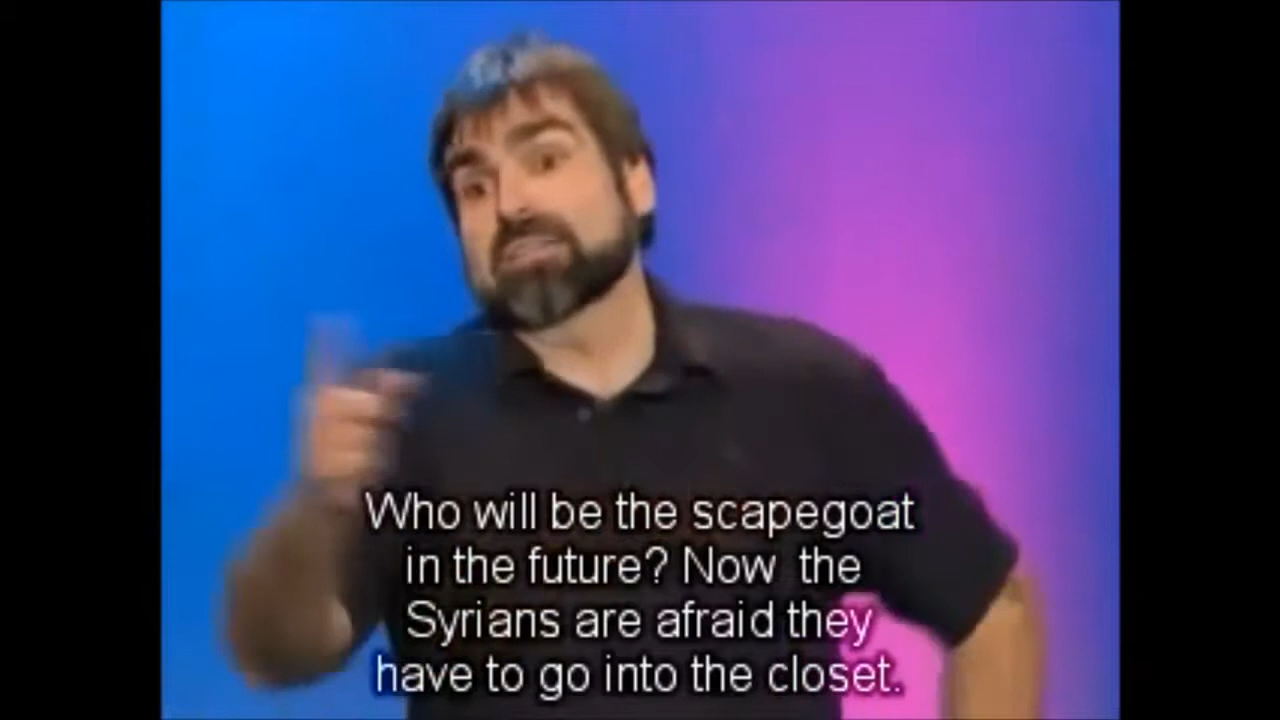 Who will be the scapegoat
in the future? Now the
Syrians are afraid they
have to go into the closet.